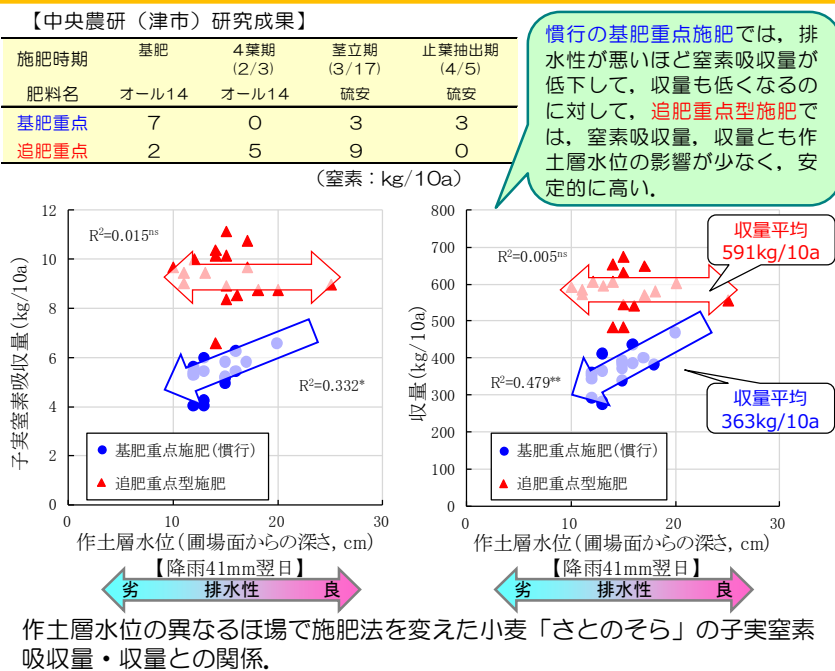 【中央農研（津市）研究成果】
施肥時期 基肥 4葉期 (2/3) 茎立期 (3/17) 止葉抽出期 (4/5)
肥料名 オール14 オール14 硫安 硫安
基肥重点 7 0 3 3
追肥重点 2 5 9 0
（窒素：kg/10a）
慣行の基肥重点施肥では，排
水性が悪いほど窒素吸収量が
低下して，収量も低くなるの
に対して，追肥重点型施肥で
は，窒素吸収量，収量とも作
土層水位の影響が少なく，安
定的に高い．
子実窒素吸収量(kg/10a)
12
10
8
6
4
2
0
R²=0.015ns
R²=0.332*
基肥重点施肥(慣行)
追肥重点型施肥
0 10 20 30
作土層水位(圃場面からの深さ, cm)
【降雨41mm翌日】
劣 排水性 良
収量(kg/10a)
800
700
600
500
400
300
200
100
0
R²=0.005ns
収量平均
591kg/10a
R²=0.479**
収量平均
363kg/10a
基肥重点施肥(慣行)
追肥重点型施肥
0 10 20 30
作土層水位(圃場面からの深さ, cm)
【降雨41mm翌日】
劣 排水性 良
作土層水位の異なるほ場で施肥法を変えた小麦「さとのそら」の子実窒素
吸収量・収量との関係．